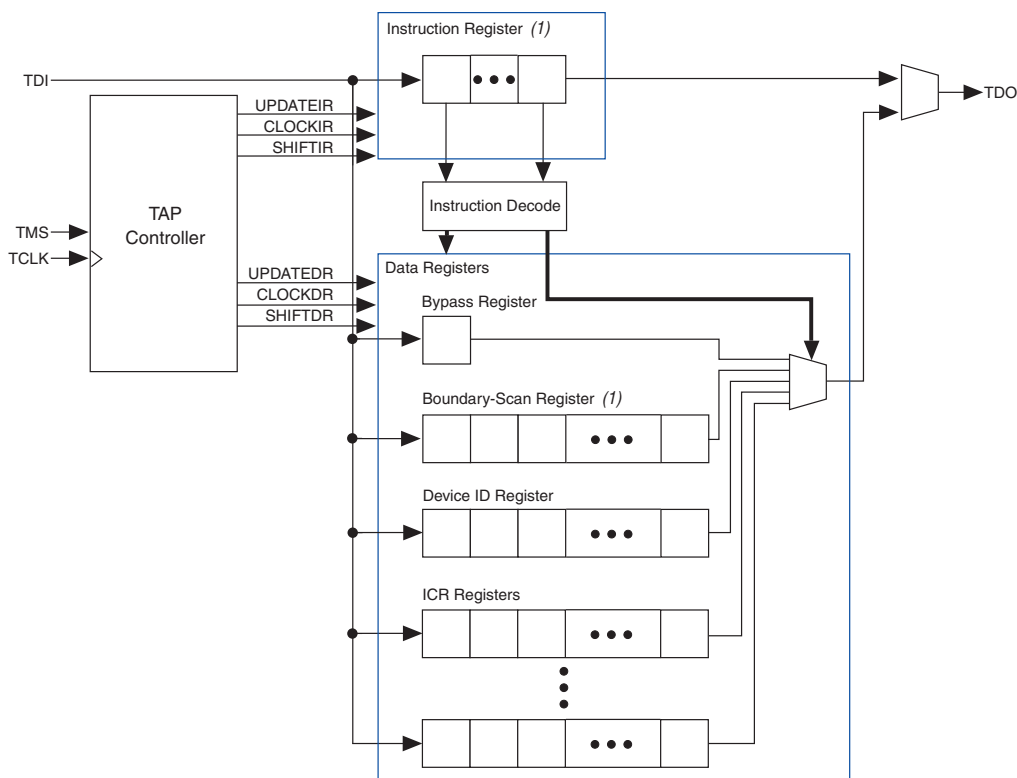 Instruction Register (1)
TDI
TDO
UPDATEIR
CLOCKIR
SHIFTIR
TAP
Controller
Instruction Decode
TMS
TCLK
Data Registers
UPDATEDR
CLOCKDR
SHIFTDR
Bypass Register
Boundary-Scan Register (1)
Device ID Register
ICR Registers